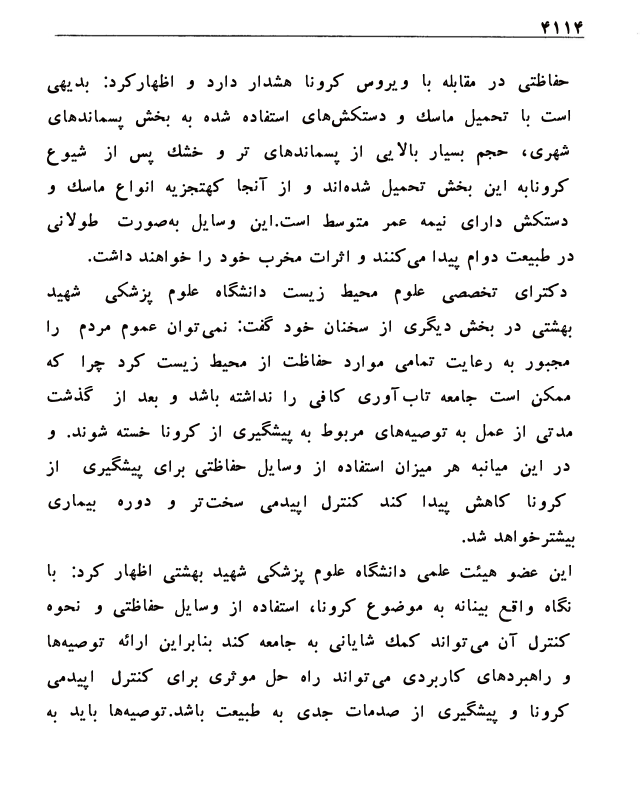 ۴۱۱۴
حفاظتی در مقابله با ویروس کرونا هشدار دارد و اظهارکرد: بدیهی
است با تحمیل ماسك و دستکش‌های استفاده شده به بخش پسماندهای
شهری، حجم بسیار بالایی از پسماندهای تر و خشك پس از شیوع
کرونابه این بخش تحمیل شده‌اند و از آنجا کهتجزیه انواع ماسك و
دستکش دارای نیمه عمر متوسط است.این وسایل به‌صورت طولانی
در طبیعت دوام پیدا می‌کنند و اثرات مخرب خود را خواهند داشت.
دکترای تخصصی علوم محیط زیست دانشگاه علوم پزشکی شهید
بهشتی در بخش دیگری از سخنان خود گفت: نمی‌توان عموم مردم را
مجبور به رعایت تمامی موارد حفاظت از محیط زیست کرد چرا که
ممکن است جامعه تاب‌آوری کافی را نداشته باشد و بعد از گذشت
مدتی از عمل به توصیه‌های مربوط به پیشگیری از کرونا خسته شوند. و
در این میانبه هر میزان استفاده از وسایل حفاظتی برای پیشگیری از
کرونا کاهش پیدا کند کنترل اپیدمی سخت‌تر و دوره بیماری
بیشترخواهد شد.
این عضو هیئت علمی دانشگاه علوم پزشکی شهید بهشتی اظهار کرد: با
نگاه واقع بینانه به موضوع کرونا، استفاده از وسایل حفاظتی و نحوه
کنترل آن می‌تواند کمك شایانی به جامعه کند بنابراین ارائه توصیه‌ها
و راهبردهای کاربردی می‌تواند راه حل موثری برای کنترل اپیدمی
کرونا و پیشگیری از صدمات جدی به طبیعت باشد.توصیه‌ها باید به